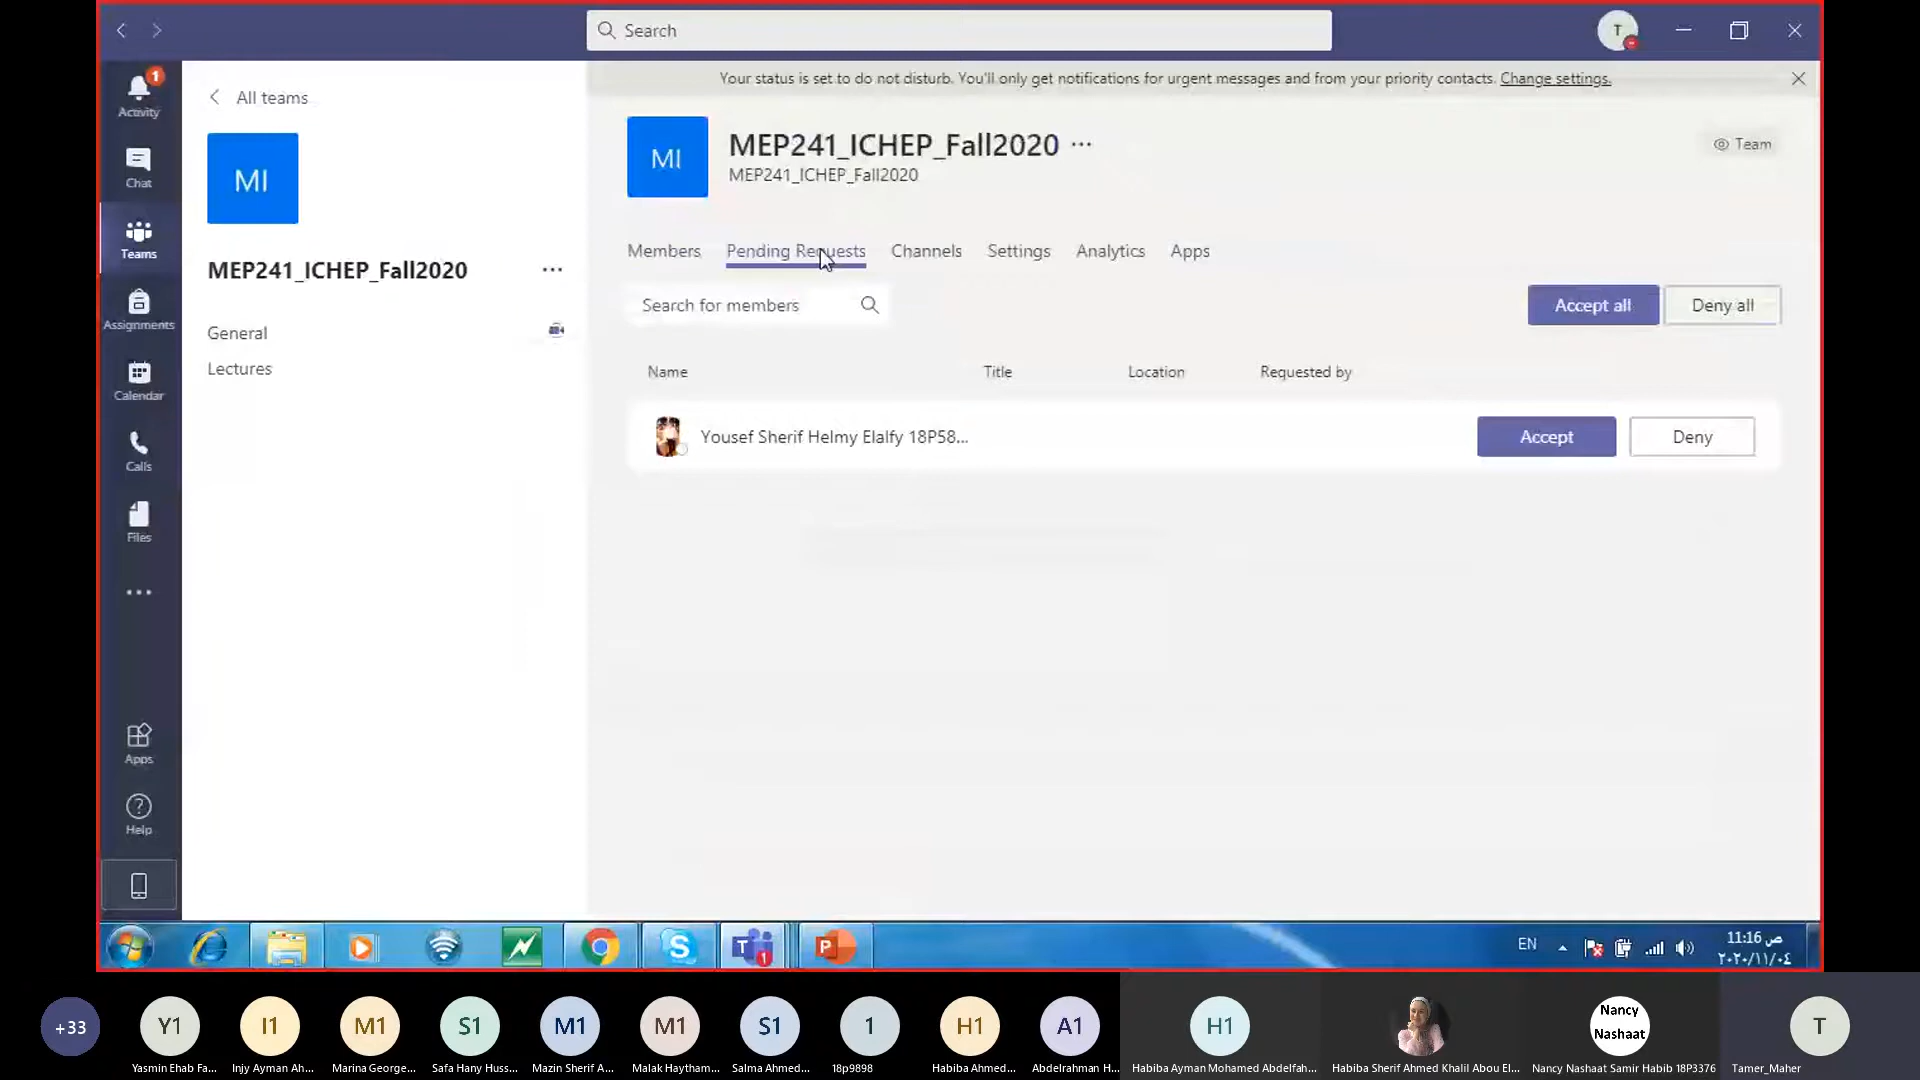 Search
T
Your status is set to do not disturb. You'll only get notifications for urgent messages and from your priority contacts. Change settings.
1
Activity
Chat
Teams
Assignments
Calendar
Calls
Files
Apps
Help
All teams
MI
MEP241_ICHEP_Fall2020
General
Lectures
MI
MEP241_ICHEP_Fall2020
MEP241_ICHEP_Fall2020
Team
Members Pending Requests Channels Settings Analytics Apps
Search for members
Accept all Deny all
Name Title Location Requested by
Yousef Sherif Helmy Elalfy 18P58... Accept Deny
EN
11:16 ص
٢٠٢٠/١١/٠٤
+33 Y1 I1 M1 S1 M1 M1 S1 1 H1 A1 H1 Nancy Nashaat T
Yasmin Ehab Fa... Injy Ayman Ah... Marina George... Safa Hany Huss... Mazin Sherif A... Malak Haytham... Salma Ahmed... 18p9898 Habiba Ahmed... Abdelrahman H... Habiba Ayman Mohamed Abdelfah... Habiba Sherif Ahmed Khalil Abou El... Nancy Nashaat Samir Habib 18P3376 Tamer_Maher